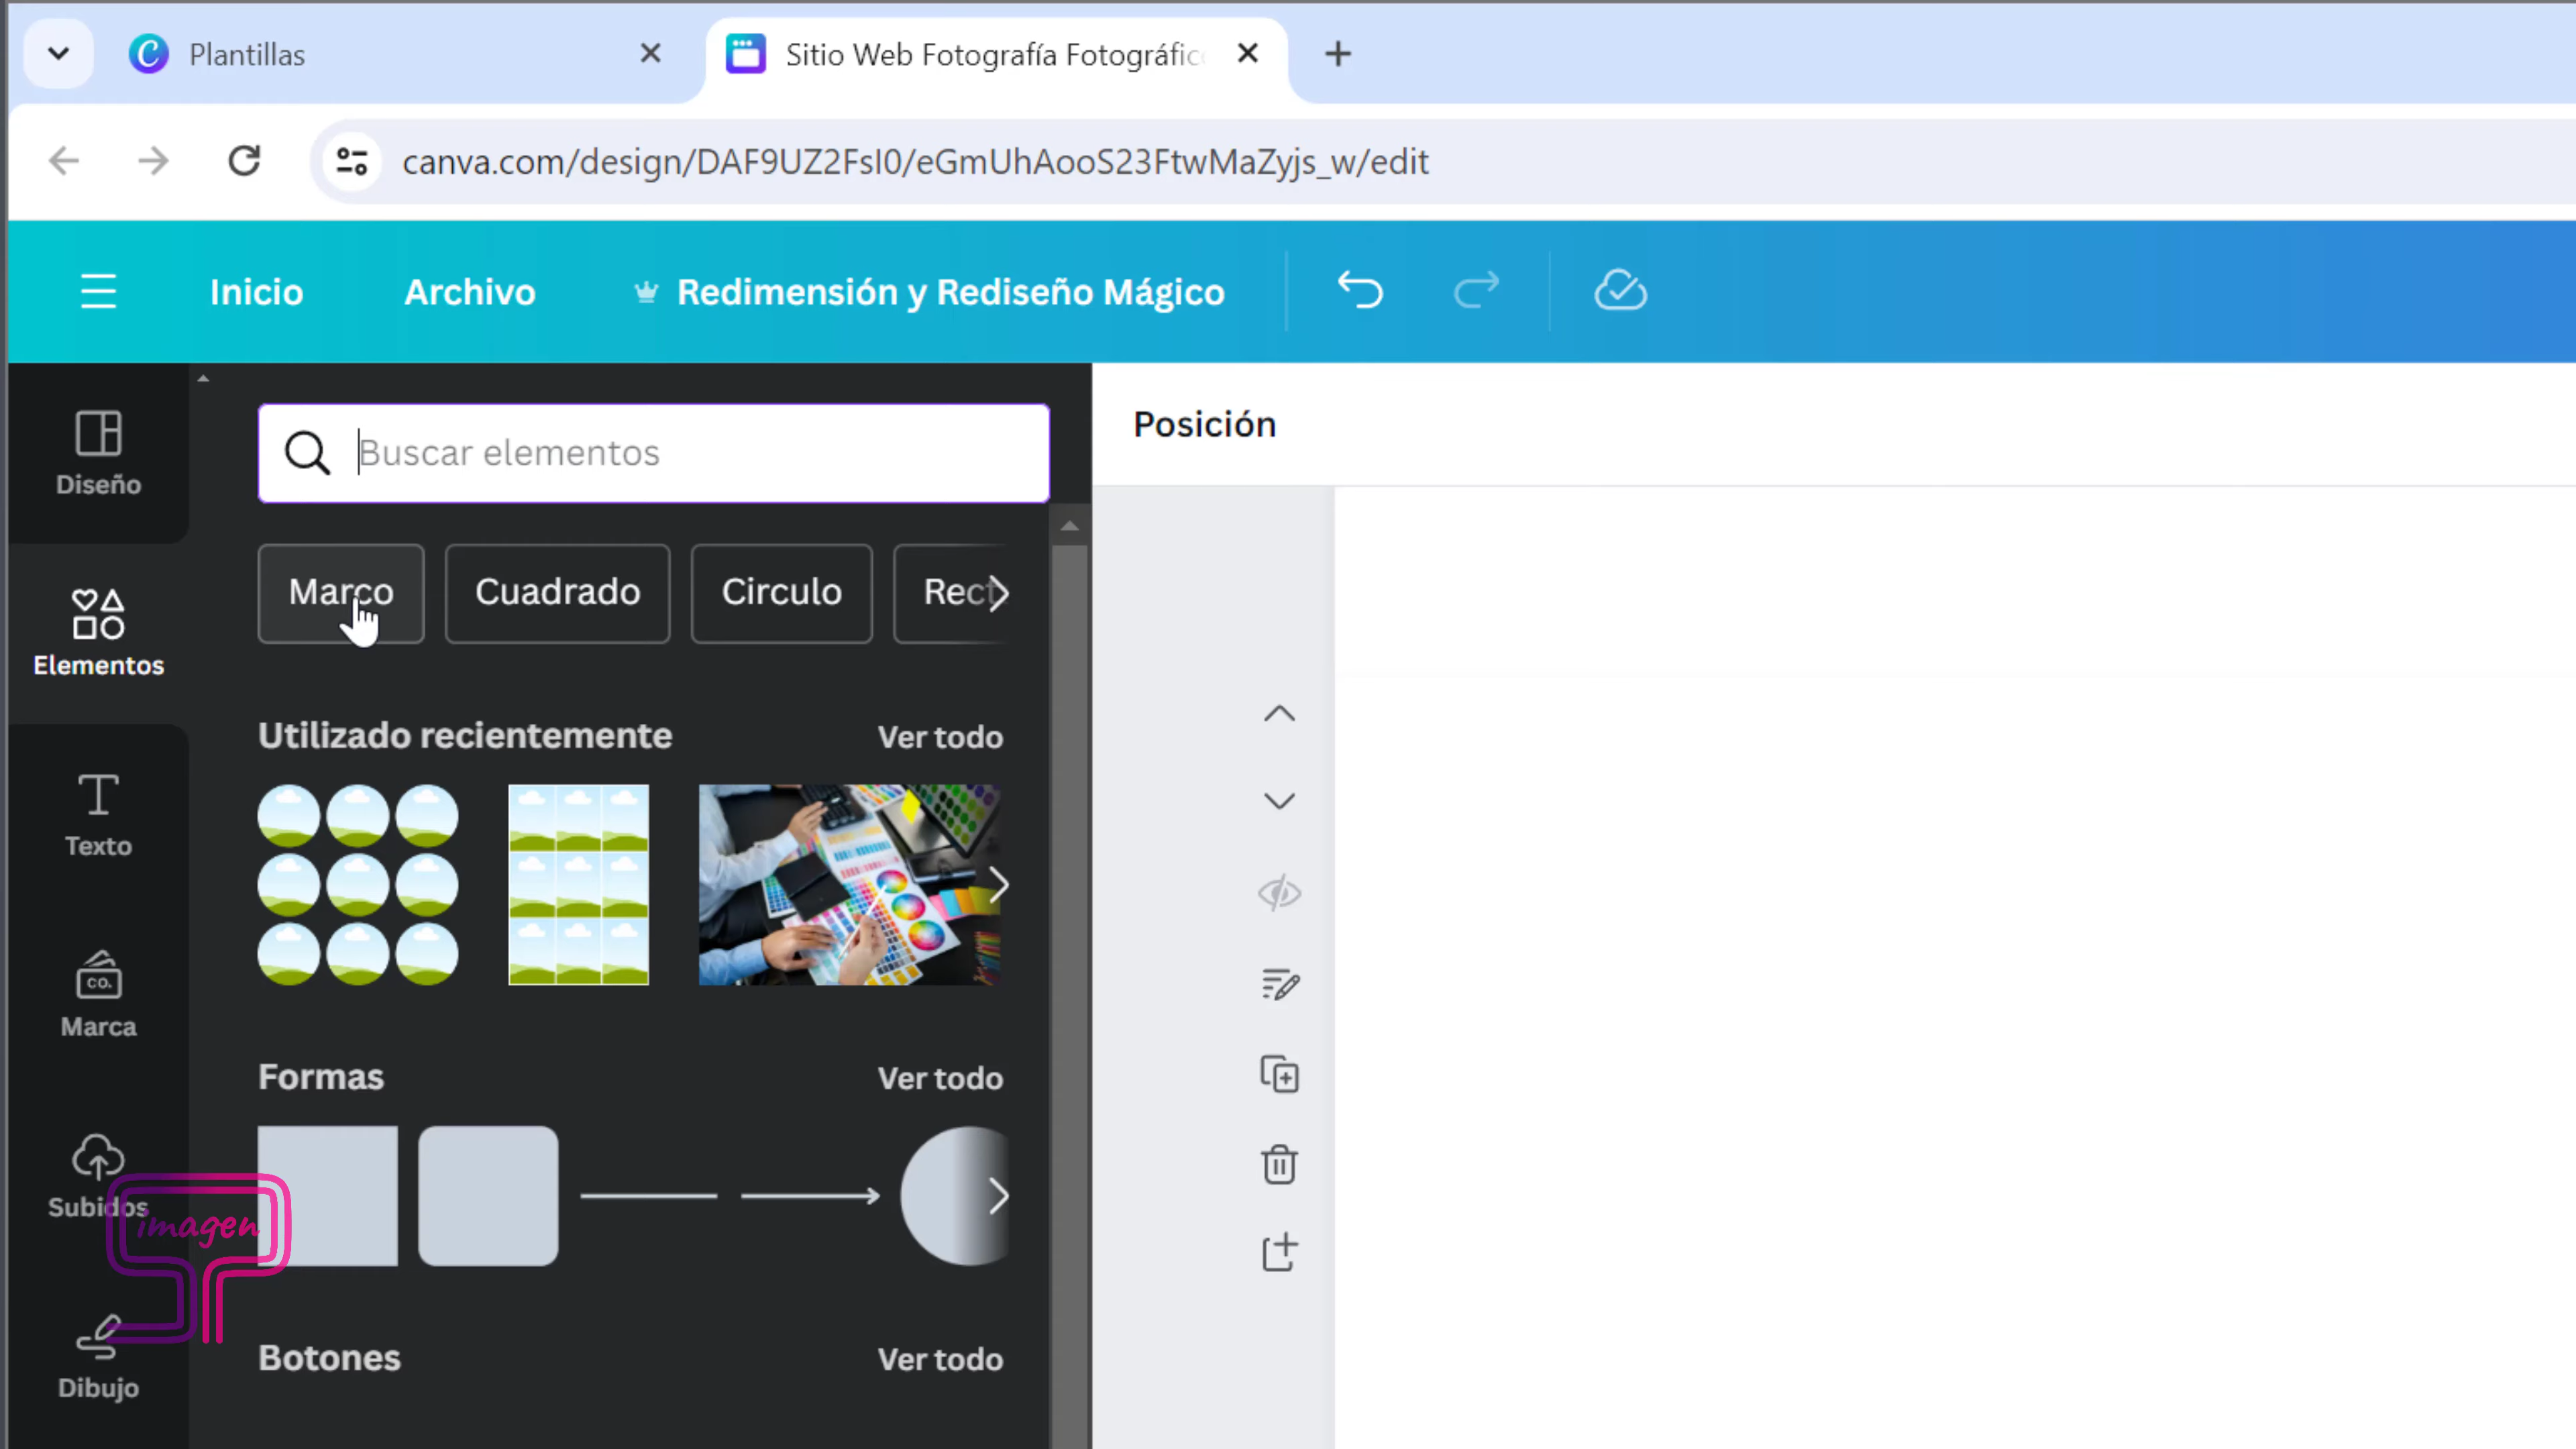 Plantillas
Sitio Web Fotografía Fotográfic
canva.com/design/DAF9UZ2FsI0/eGmUhAooS23FtwMaZyjs_w/edit
Inicio
Archivo
Redimensión y Rediseño Mágico
Diseño
Elementos
Texto
Marca
CO.
Subidos
Dibujo
imagen
Buscar elementos
Marco
Cuadrado
Circulo
Rect
Utilizado recientemente
Ver todo
Formas
Ver todo
Botones
Ver todo
Posición